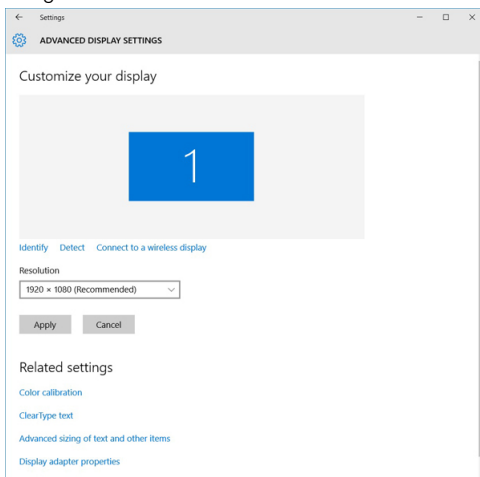 Settings
ADVANCED DISPLAY SETTINGS
Customize your display
1
Identify Detect Connect to a wireless display
Resolution
1920 × 1080 (Recommended)
Apply Cancel
Related settings
Color calibration
ClearType text
Advanced sizing of text and other items
Display adapter properties